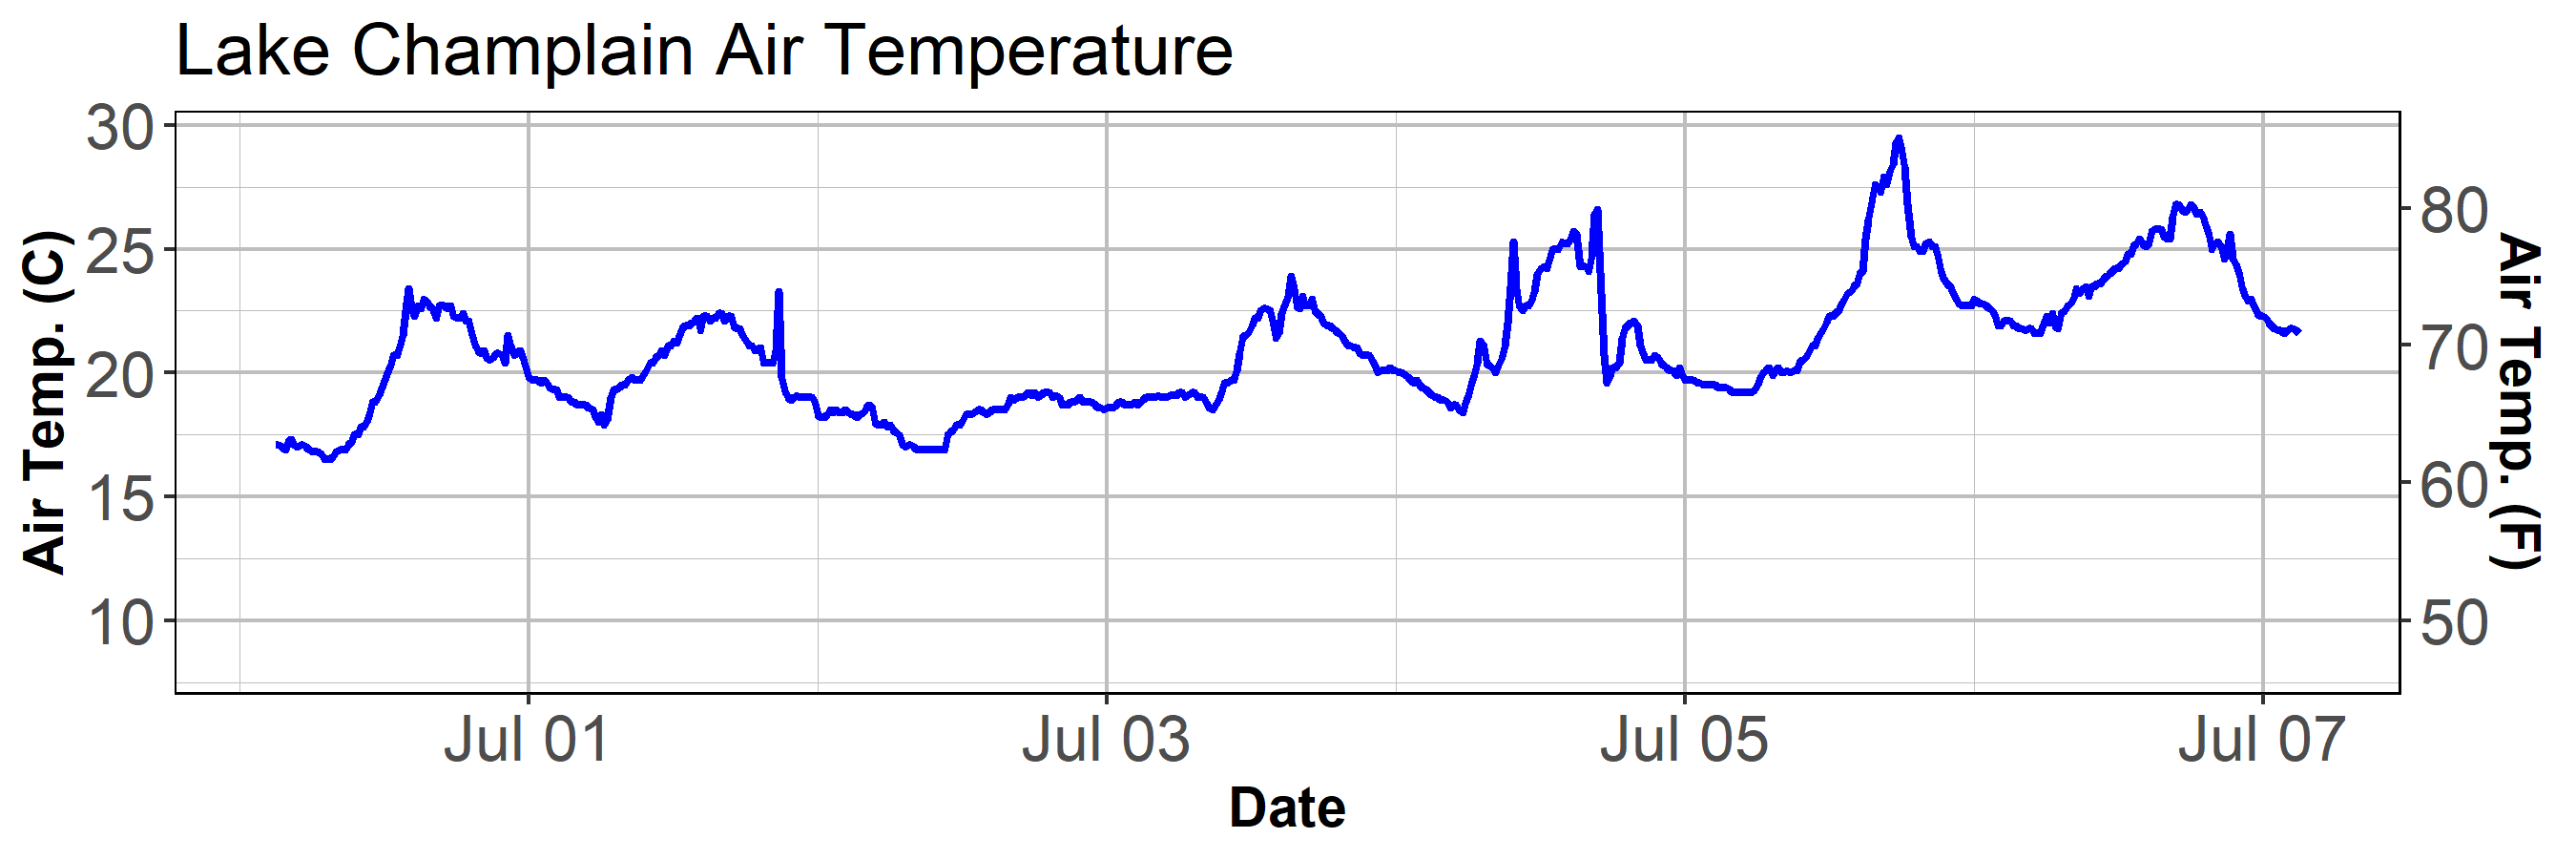 Lake Champlain Air Temperature
30
25
20
15
10
Air Temp. (C)
80
70
60
50
Air Temp. (F)
Jul 01
Jul 03
Jul 05
Jul 07
Date